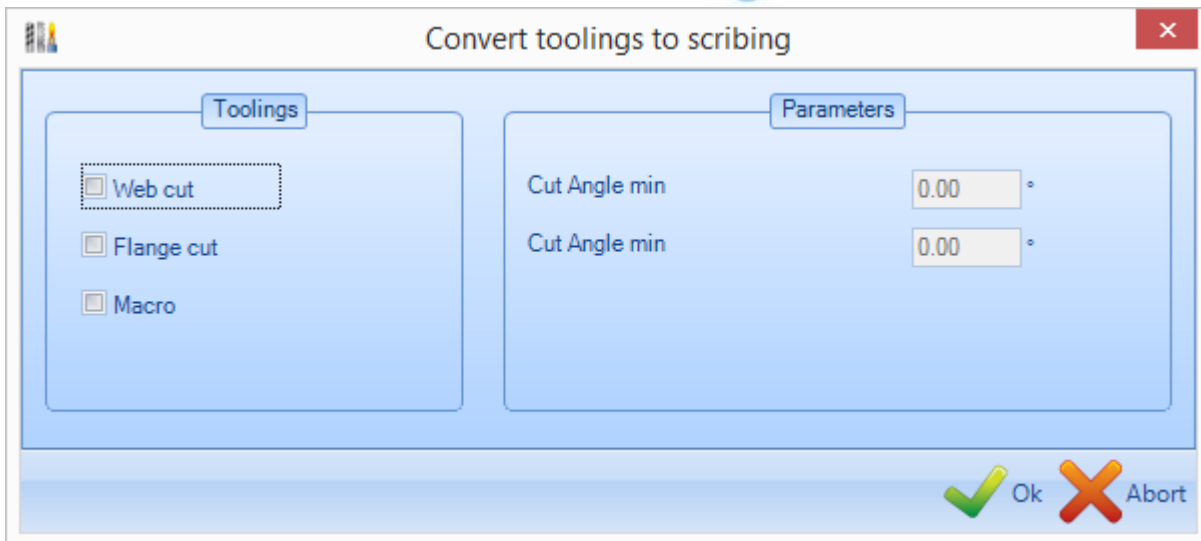 Convert toolings to scribing
Toolings
Web cut
Flange cut
Macro
Parameters
Cut Angle min 0.00 °
Cut Angle min 0.00 °
Ok Abort